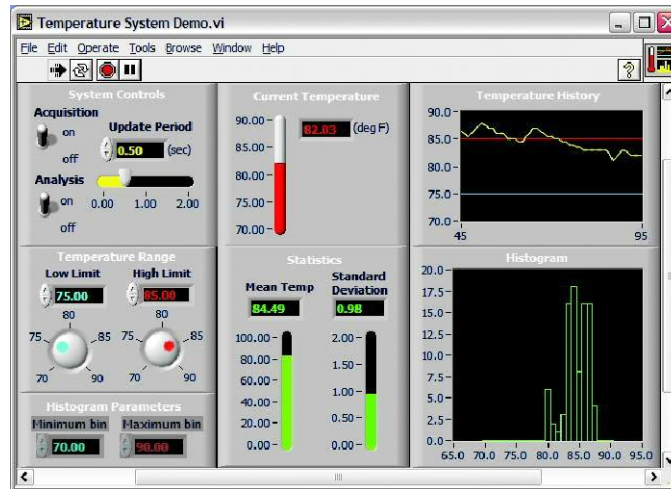 Temperature System Demo.vi
File Edit Operate Tools Browse Window Help
System Controls
Acquisition
on
off
Update Period
0.50 (sec)
Analysis
on
off
0.00 1.00 2.00
Temperature Range
Low Limit High Limit
75.00 85.00
80 80
75 85 75 85
70 90 70 90
Histogram Parameters
Minimum bin Maximum bin
70.00 90.00
Current Temperature
90.00
85.00
80.00
75.00
70.00
82.03 (deg F)
Statistics
Mean Temp Standard Deviation
84.49 0.98
100.00
80.00
60.00
40.00
20.00
0.00
2.00
1.50
1.00
0.50
0.00
Temperature History
90.0
85.0
80.0
75.0
70.0
45 95
Histogram
20.0
17.5
15.0
12.5
10.0
7.5
5.0
2.5
0.0
65.0 70.0 75.0 80.0 85.0 90.0 95.0